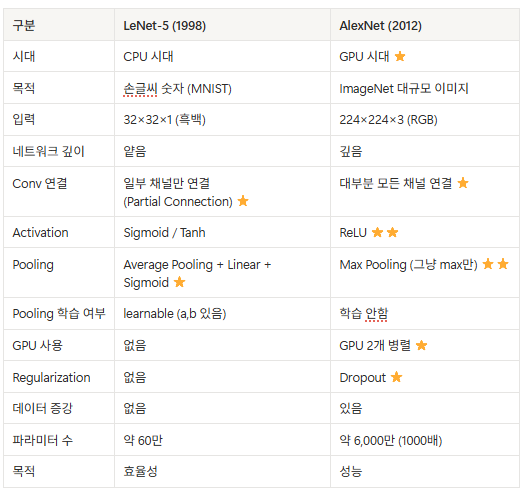 구분 LeNet-5 (1998) AlexNet (2012)
시대 CPU 시대 GPU 시대 ⭐
목적 손글씨 숫자 (MNIST) ImageNet 대규모 이미지
입력 32×32×1 (흑백) 224×224×3 (RGB)
네트워크 깊이 얕음 깊음
Conv 연결 일부 채널만 연결 대부분 모든 채널 연결 ⭐
(Partial Connection) ⭐
Activation Sigmoid / Tanh ReLU ⭐⭐
Pooling Average Pooling + Linear + Max Pooling (그냥 max만) ⭐⭐
Sigmoid ⭐
Pooling 학습 여부 learnable (a,b 있음) 학습 안함
GPU 사용 없음 GPU 2개 병렬 ⭐
Regularization 없음 Dropout ⭐
데이터 증강 없음 있음
파라미터 수 약 60만 약 6,000만 (1000배)
목적 효율성 성능